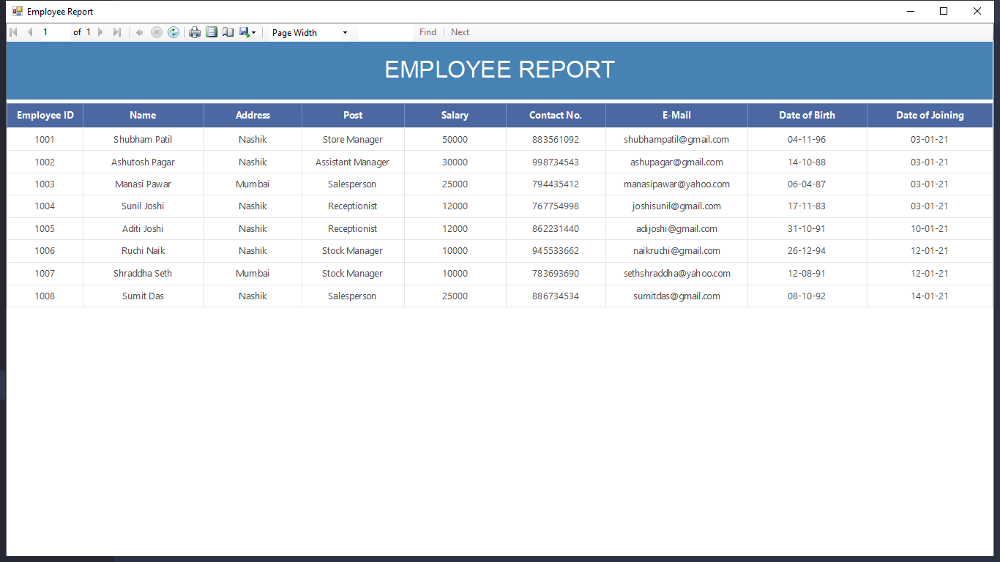 Employee Report
1 of 1 Page Width Find Next
EMPLOYEE REPORT
Employee ID Name Address Post Salary Contact No. E-Mail Date of Birth Date of Joining
1001 Shubham Patil Nashik Store Manager 50000 883561092 shubhampatil@gmail.com 04-11-96 03-01-21
1002 Ashutosh Pagar Nashik Assistant Manager 30000 998734543 ashupagar@gmail.com 14-10-88 03-01-21
1003 Manasi Pawar Mumbai Salesperson 25000 794435412 manasipawar@yahoo.com 06-04-87 03-01-21
1004 Sunil Joshi Nashik Receptionist 12000 767754998 joshisunil@gmail.com 17-11-83 03-01-21
1005 Aditi Joshi Nashik Receptionist 12000 862231440 adijoshi@gmail.com 31-10-91 10-01-21
1006 Ruchi Naik Nashik Stock Manager 10000 945533662 naikruchi@gmail.com 26-12-94 12-01-21
1007 Shraddha Seth Mumbai Stock Manager 10000 783693690 sethshraddha@yahoo.com 12-08-91 12-01-21
1008 Sumit Das Nashik Salesperson 25000 886734534 sumitdas@gmail.com 08-10-92 14-01-21